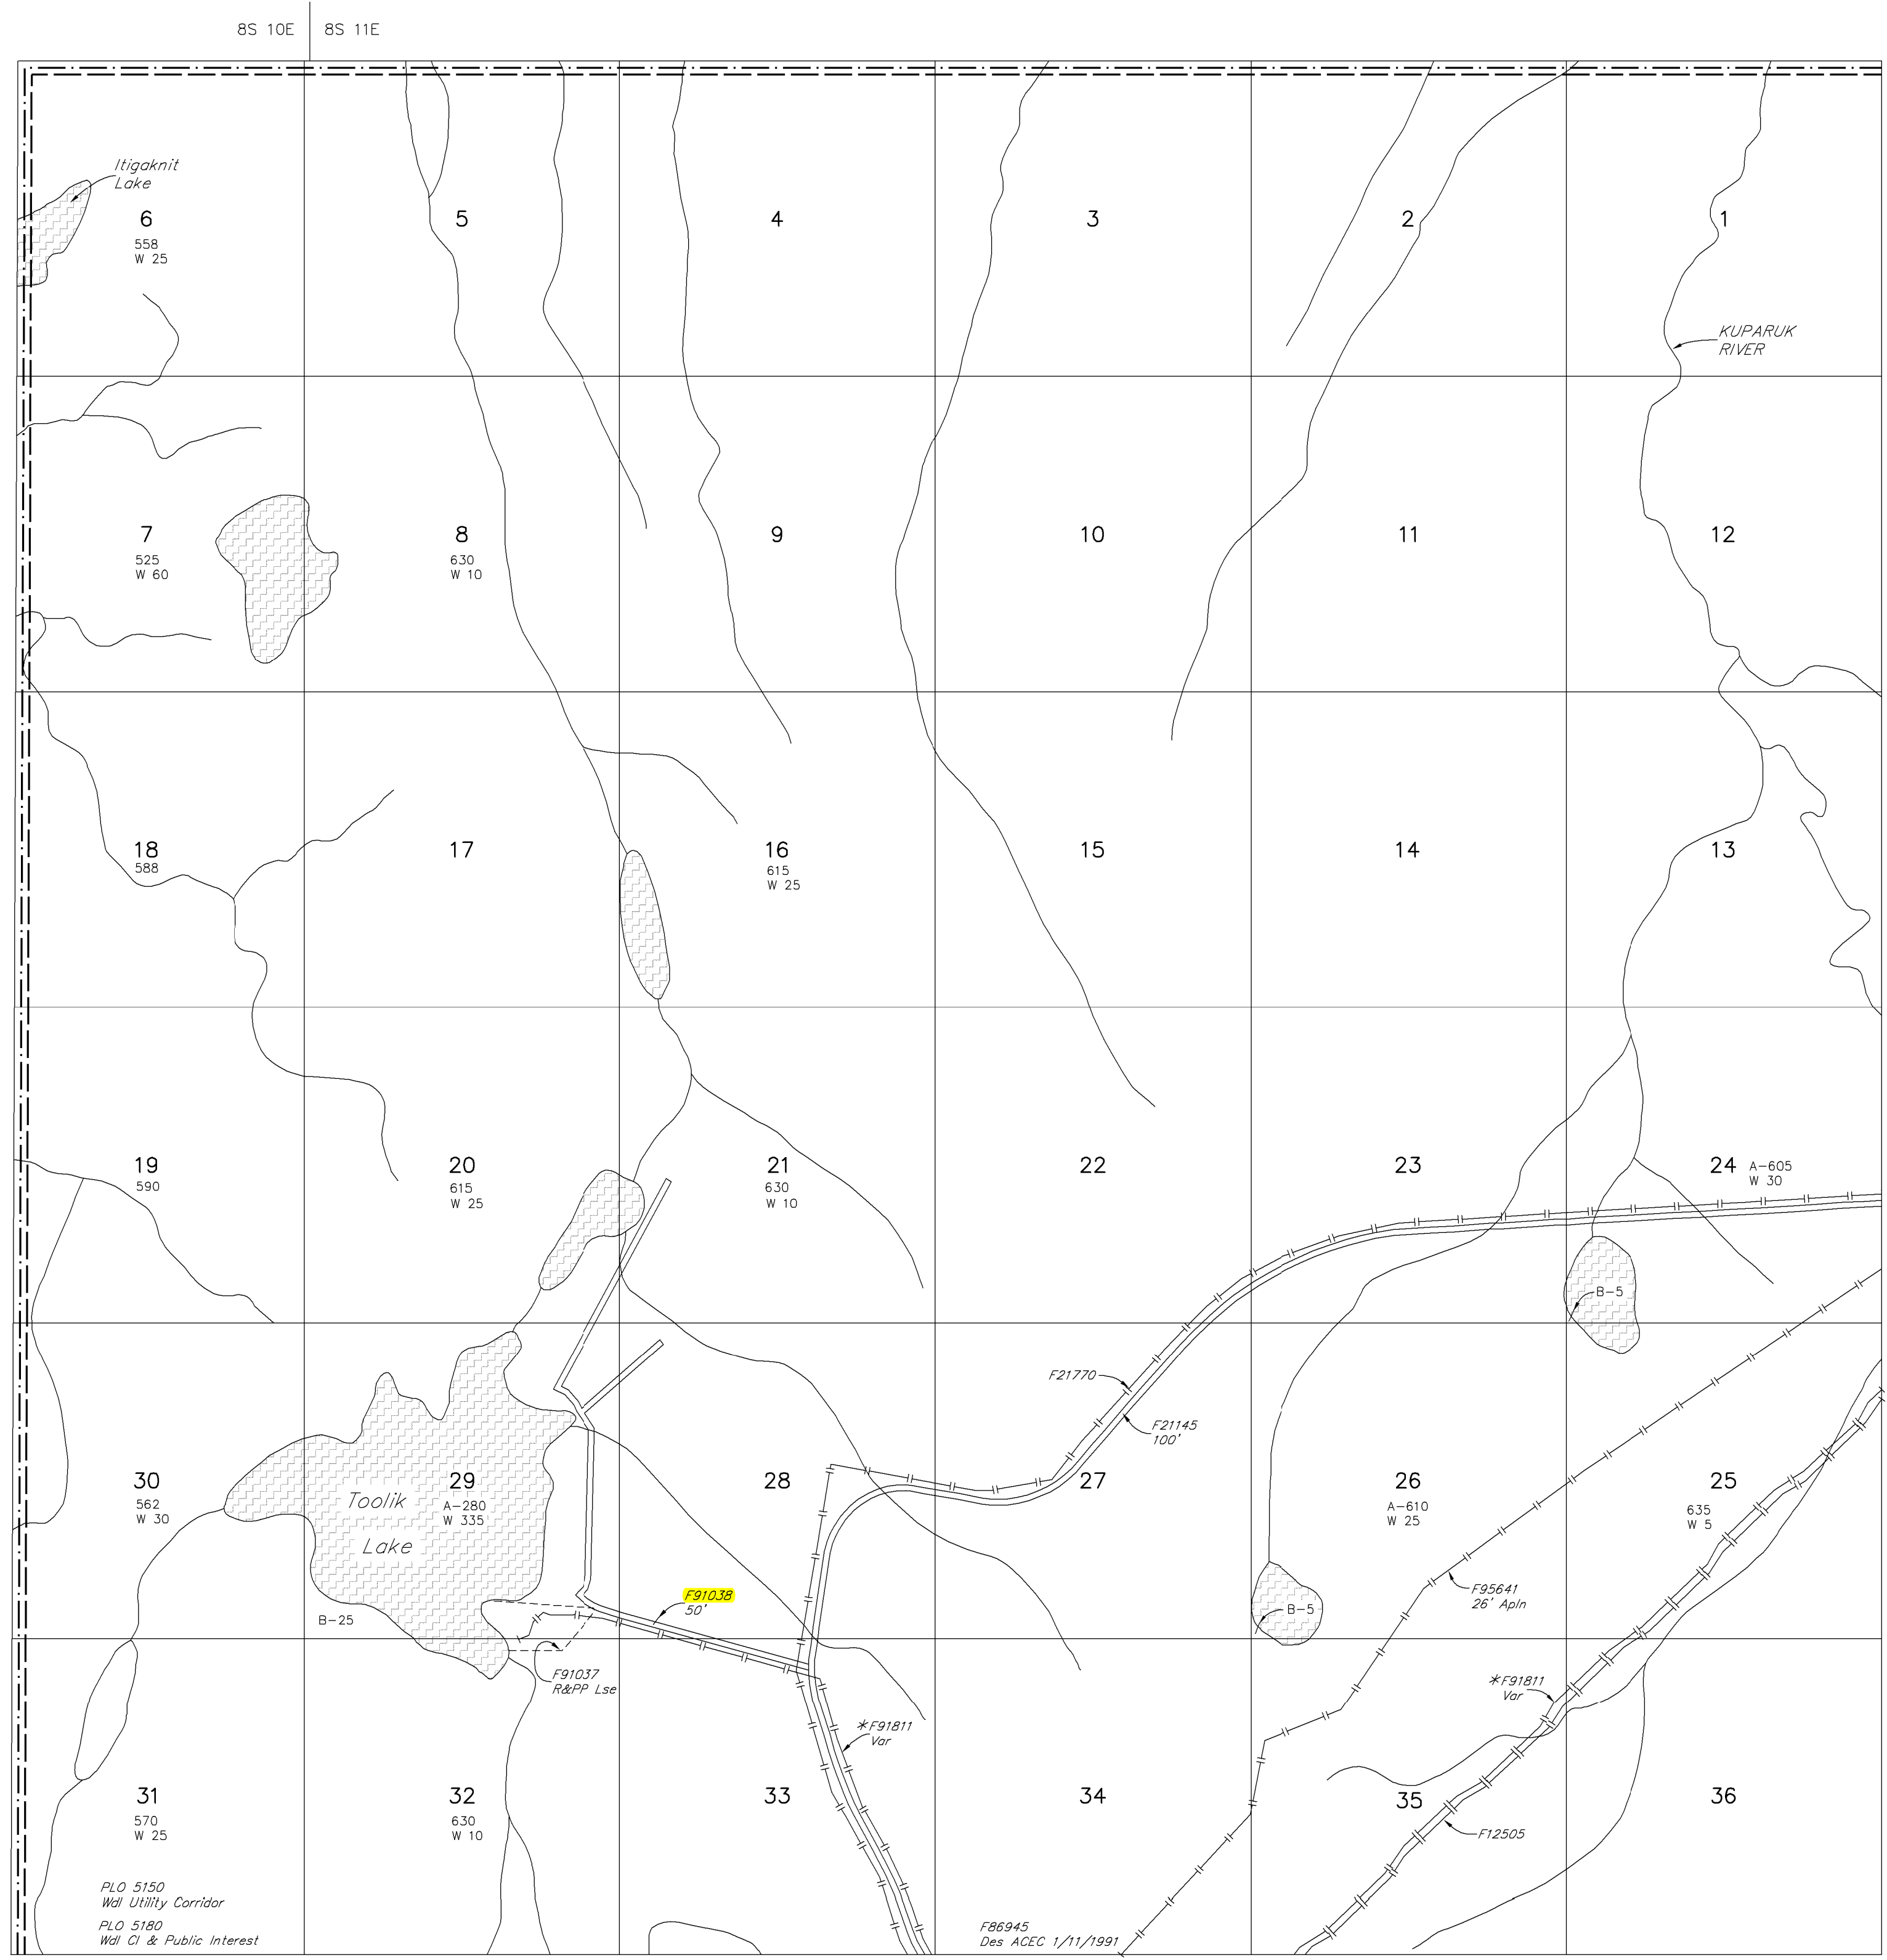 8S 10E 8S 11E
Itigaknit
Lake
6
558
W 25
5
4
3
2
1
KUPARUK
RIVER
7
525
W 60
8
630
W 10
9
10
11
12
18
588
17
16
615
W 25
15
14
13
19
590
20
615
W 25
21
630
W 10
22
23
24
A-605
W 30
B-5
F21770
F21145
100'
30
562
W 30
29
A-280
W 335
Toolik
Lake
28
27
26
A-610
W 25
25
635
W 5
F91038
50'
B-25
F95641
26' Apln
B-5
F91037
R&PP Lse
*F91811
Var
*F91811
Var
31
570
W 25
32
630
W 10
33
34
35
36
F12505
PLO 5150
Wdl Utility Corridor
PLO 5180
Wdl Cl & Public Interest
F86945
Des ACEC 1/11/1991